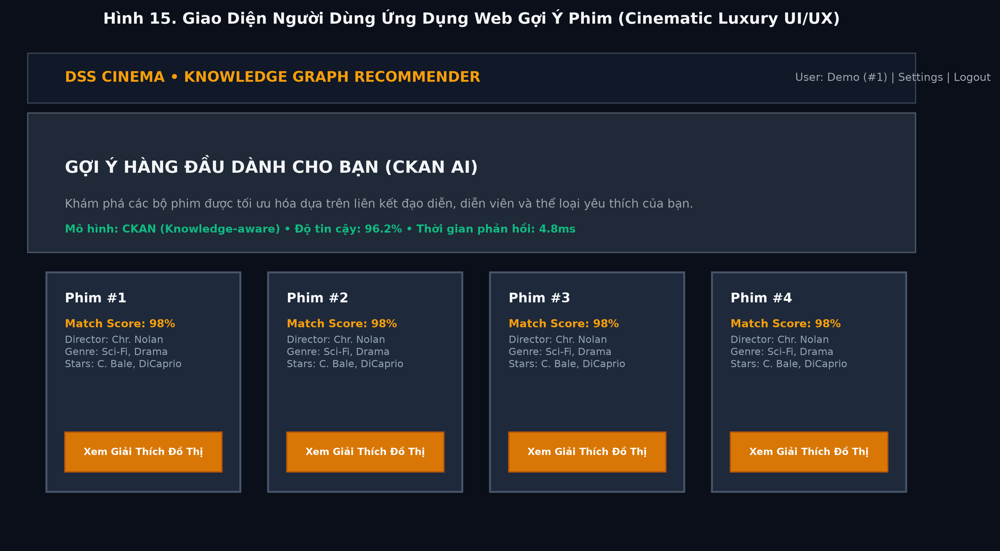 Hình 15. Giao Diện Người Dùng Ứng Dụng Web Gợi Ý Phim (Cinematic Luxury UI/UX)
DSS CINEMA • KNOWLEDGE GRAPH RECOMMENDER
User: Demo (#1) | Settings | Logout
GỢI Ý HÀNG ĐẦU DÀNH CHO BẠN (CKAN AI)
Khám phá các bộ phim được tối ưu hóa dựa trên liên kết đạo diễn, diễn viên và thể loại yêu thích của bạn.
Mô hình: CKAN (Knowledge-aware) • Độ tin cậy: 96.2% • Thời gian phản hồi: 4.8ms
Phim #1
Match Score: 98%
Director: Chr. Nolan
Genre: Sci-Fi, Drama
Stars: C. Bale, DiCaprio
Xem Giải Thích Đồ Thị
Phim #2
Match Score: 98%
Director: Chr. Nolan
Genre: Sci-Fi, Drama
Stars: C. Bale, DiCaprio
Xem Giải Thích Đồ Thị
Phim #3
Match Score: 98%
Director: Chr. Nolan
Genre: Sci-Fi, Drama
Stars: C. Bale, DiCaprio
Xem Giải Thích Đồ Thị
Phim #4
Match Score: 98%
Director: Chr. Nolan
Genre: Sci-Fi, Drama
Stars: C. Bale, DiCaprio
Xem Giải Thích Đồ Thị